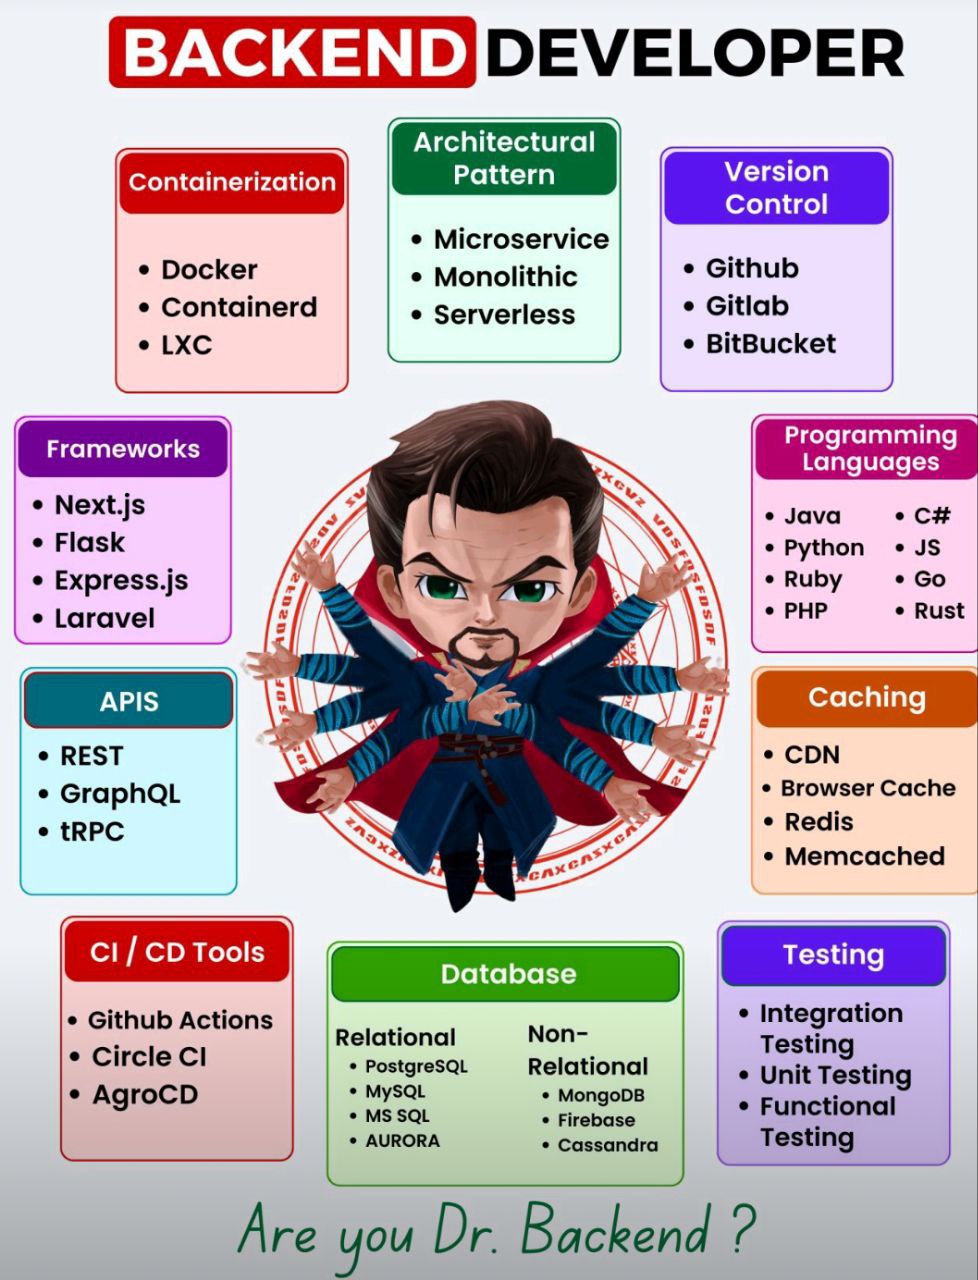 BACKEND DEVELOPER
Containerization
• Docker
• Containerd
• LXC
Architectural
Pattern
• Microservice
• Monolithic
• Serverless
Version
Control
• Github
• Gitlab
• BitBucket
Frameworks
• Next.js
• Flask
• Express.js
• Laravel
Programming
Languages
• Java
• Python
• Ruby
• PHP
• C#
• JS
• Go
• Rust
APIS
• REST
• GraphQL
• tRPC
Caching
• CDN
• Browser Cache
• Redis
• Memcached
CI / CD Tools
• Github Actions
• Circle CI
• AgroCD
Database
Relational
• PostgreSQL
• MySQL
• MS SQL
• AURORA
Non-
Relational
• MongoDB
• Firebase
• Cassandra
Testing
• Integration
Testing
• Unit Testing
• Functional
Testing
Are you Dr. Backend ?